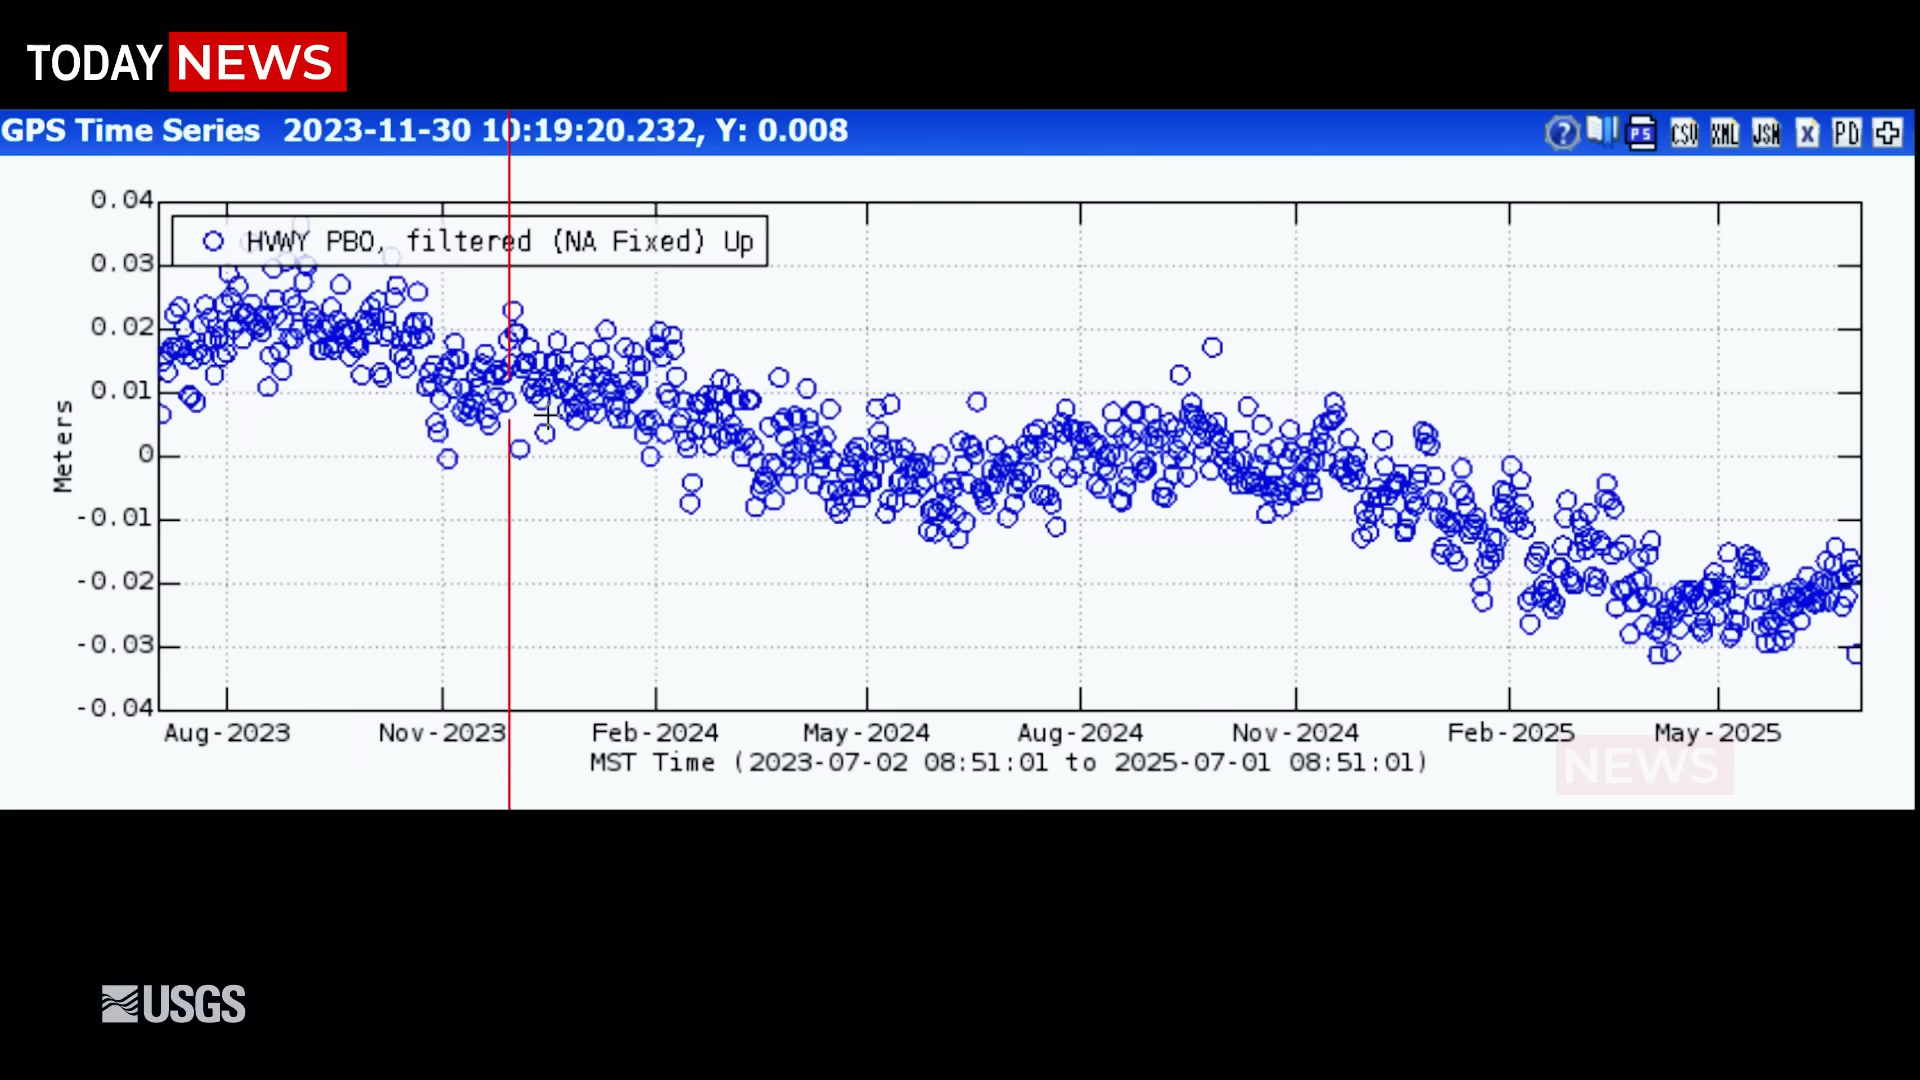 TODAY NEWS
GPS Time Series 2023-11-30 10:19:20.232, Y: 0.008
? PS CSV XML JSN X PD
0.04
HVWY PBO, filtered (NA Fixed) Up
0.03
0.02
0.01
0
-0.01
-0.02
-0.03
-0.04
Meters
Aug-2023 Nov-2023 Feb-2024 May-2024 Aug-2024 Nov-2024 Feb-2025 May-2025
MST Time (2023-07-02 08:51:01 to 2025-07-01 08:51:01)
NEWS
USGS